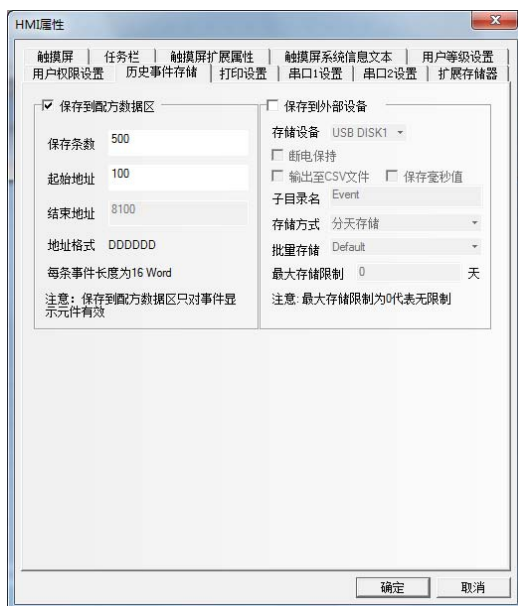 HMI属性
触摸屏 任务栏 触摸屏扩展属性 触摸屏系统信息文本 用户等级设置
用户权限设置 历史事件存储 打印设置 串口1设置 串口2设置 扩展存储器
保存到配方数据区
保存条数 500
起始地址 100
结束地址 8100
地址格式 DDDDDD
每条事件长度为16 Word
注意：保存到配方数据区只对事件显
示元件有效
保存到外部设备
存储设备 USB DISK1
断电保持
输出至CSV文件 保存毫秒值
子目录名 Event
存储方式 分天存储
批量存储 Default
最大存储限制 0 天
注意:最大存储限制为0代表无限制
确定 取消